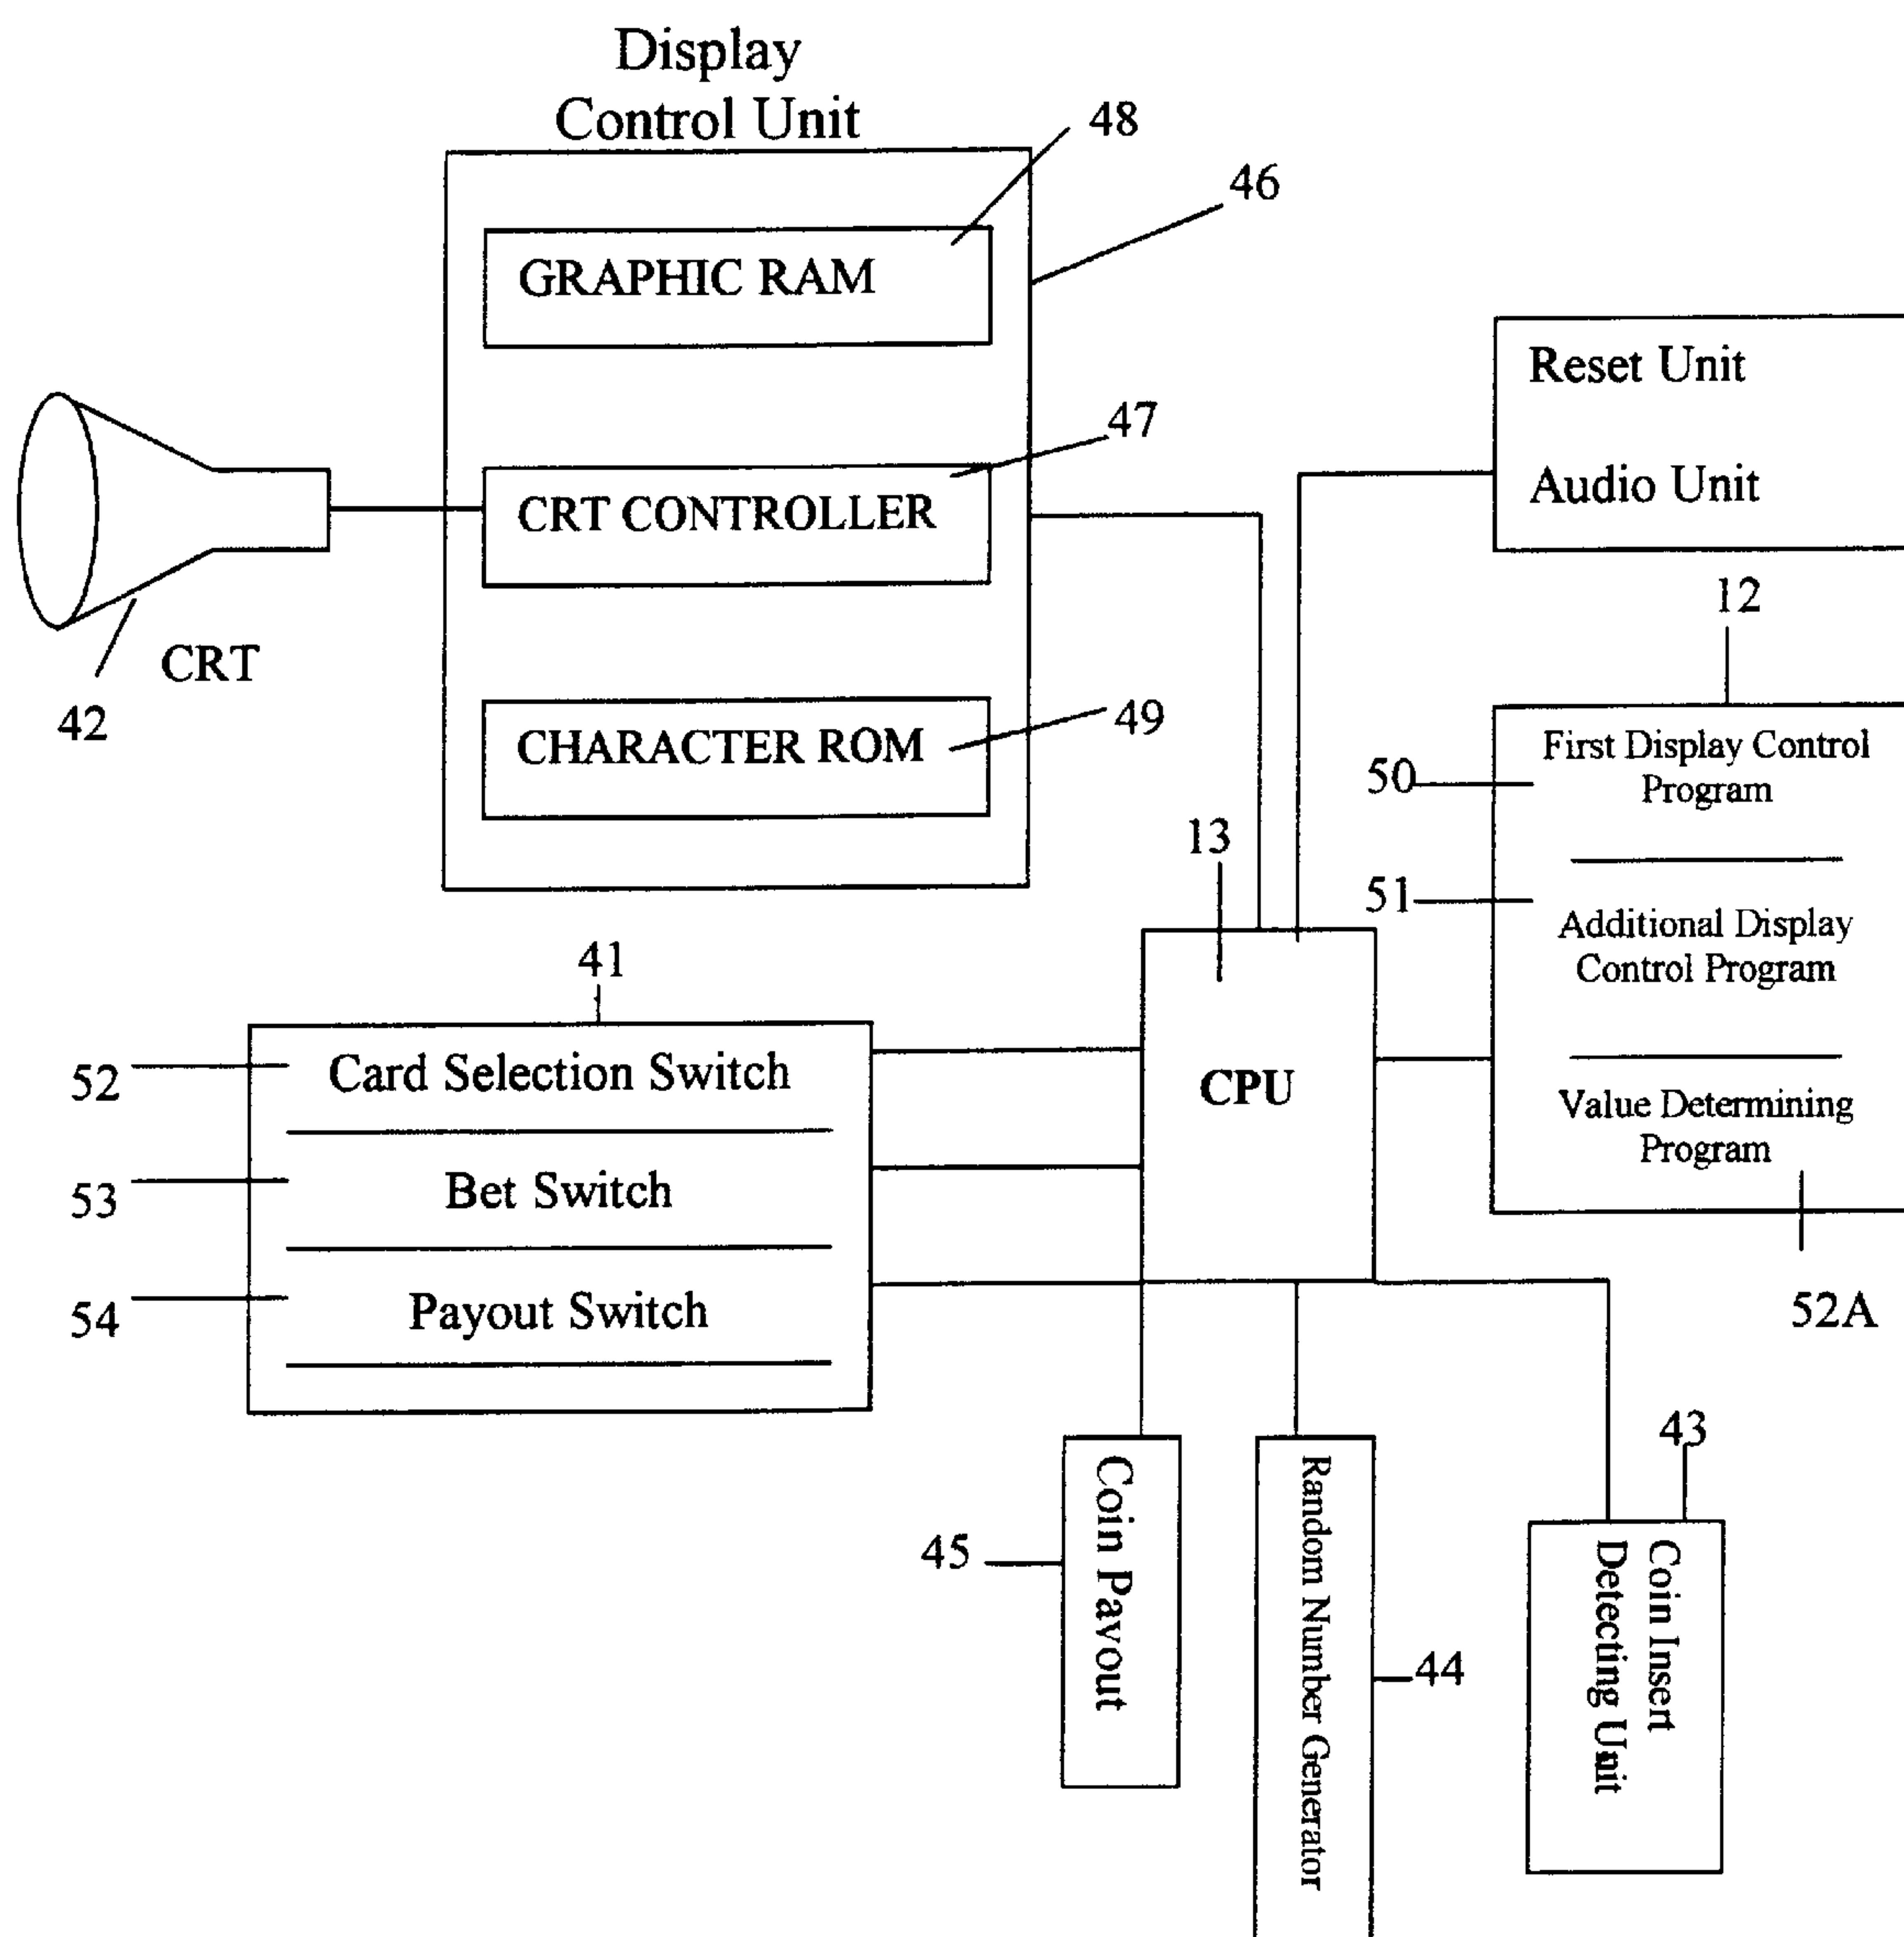 Display
Control Unit
48
46
GRAPHIC RAM
47
CRT CONTROLLER
CRT
42
CHARACTER ROM
49
Reset Unit
Audio Unit
12
50
First Display Control
Program
51
Additional Display
Control Program
Value Determining
Program
52A
13
CPU
41
52
Card Selection Switch
53
Bet Switch
54
Payout Switch
45
Coin Payout
Random Number Generator
44
43
Coin Insert
Detecting Unit